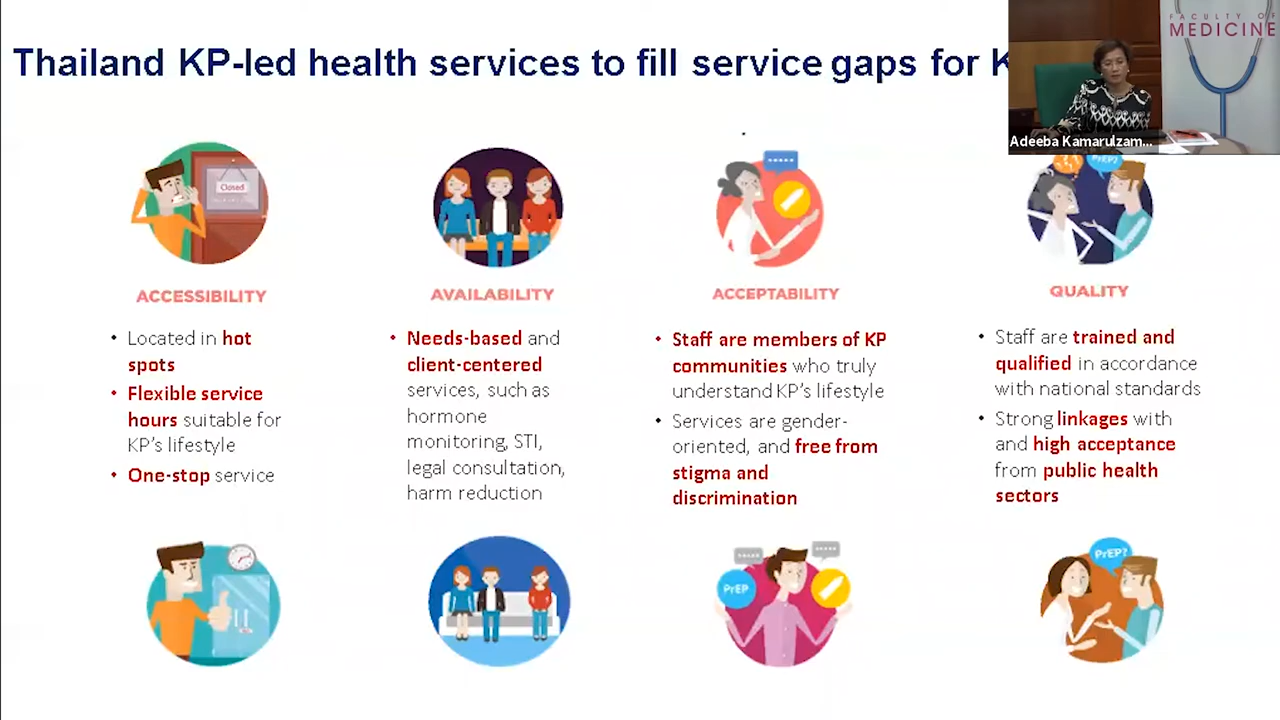 Thailand KP-led health services to fill service gaps for K
FACULTY OF
MEDICINE
Adeeba Kamarulzam...
Closed
PrEP?
ACCESSIBILITY
AVAILABILITY
ACCEPTABILITY
QUALITY
• Located in hot
spots
• Flexible service
hours suitable for
KP's lifestyle
• One-stop service
• Needs-based and
client-centered
services, such as
hormone
monitoring, STI,
legal consultation,
harm reduction
• Staff are members of KP
communities who truly
understand KP's lifestyle
• Services are gender-
oriented, and free from
stigma and
discrimination
• Staff are trained and
qualified in accordance
with national standards
• Strong linkages with
and high acceptance
from public health
sectors
PrEP
PrEP?